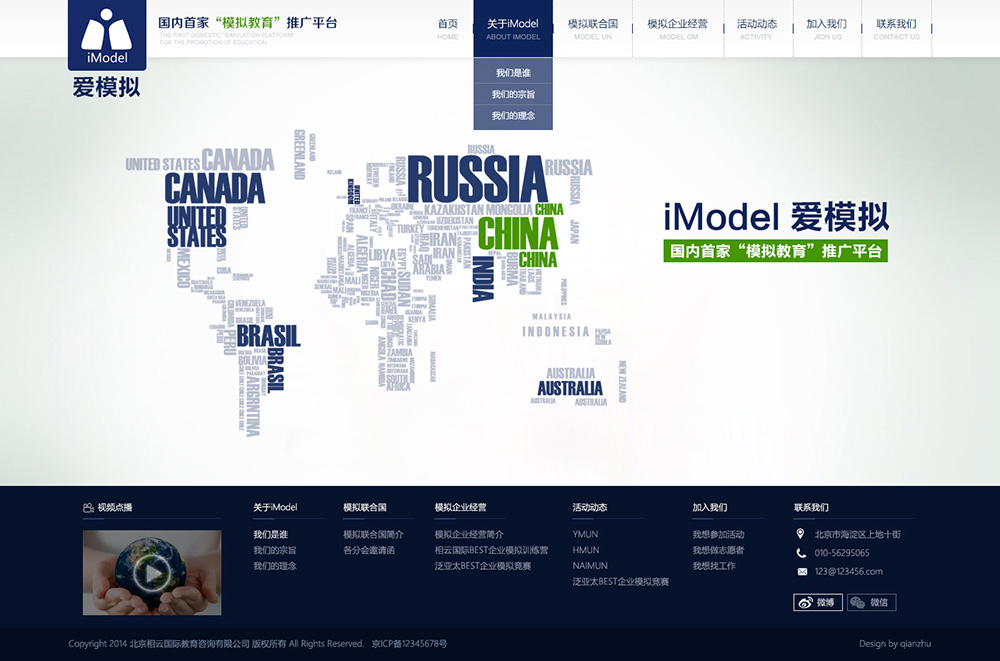 iModel
爱模拟
国内首家“模拟教育”推广平台
THE FIRST DOMESTIC "SIMULATION PLATFORM"
FOR THE PROMOTION OF EDUCATION
首页
HOME
关于iModel
ABOUT IMODEL
模拟联合国
MODEL UN
模拟企业经营
MODEL OM
活动动态
ACTIVITY
加入我们
JION US
联系我们
CONTACT US
我们是谁
我们的宗旨
我们的理念
UNITED STATES
CANADA
CANADA
UNITED
STATES
GREENLAND
MEXICO
CUBA
VENEZUELA
PERU
BRASIL
BRASIL
BOLIVIA
ARGRNTINA
RUSSIA
RUSSIA
RUSSIA
RUSSIA
KAZAKHSTAN
MONGOLIA
CHINA
CHINA
CHINA
UNITED
KINGDOM
UKRAINE
FRANCE
SPAIN
ITALY
TURKEY
UZBEKISTAN
IRAN
IRAN
PAKISTAN
INDIA
BURMA
JAPAN
ALGERIA
LIBYA
EGYPT
SUDAN
SAUDI
ARABIA
YEMEN
MALI
NIGER
CHAD
SOMALIA
KENYA
ANGOLA
NAMIBIA
ZAMBIA
BOTSWANA
SOUTH
AFRICA
MADAGASCAR
PHILIPPINES
MALAYSIA
INDONESIA
PAPUA
NEW
GUINEA
AUSTRALIA
AUSTRALIA
AUSTRALIA
AUSTRALIA
NEW ZEALAND
iModel 爱模拟
国内首家“模拟教育”推广平台
视频点播
关于iModel
我们是谁
我们的宗旨
我们的理念
模拟联合国
模拟联合国简介
各分会邀请函
模拟企业经营
模拟企业经营简介
相云国际BEST企业模拟训练营
泛亚太BEST企业模拟竞赛
活动动态
YMUN
HMUN
NAIMUN
泛亚太BEST企业模拟竞赛
加入我们
我想参加活动
我想做志愿者
我想找工作
联系我们
北京市海淀区上地十街
010-56295065
123@123456.com
微博
微信
Copyright 2014 北京相云国际教育咨询有限公司 版权所有 All Rights Reserved. 京ICP备12345678号
Design by qianzhu